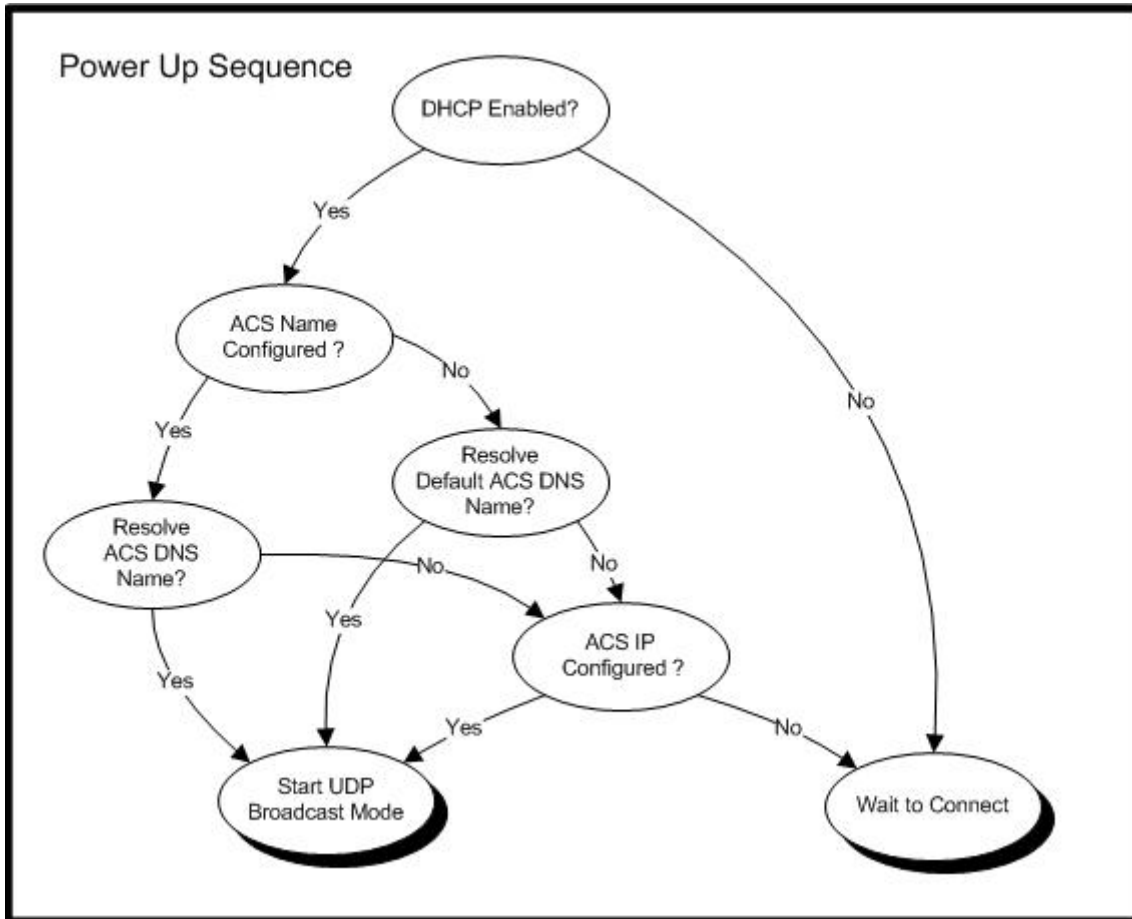 Power Up Sequence
DHCP Enabled?
Yes
No
ACS Name
Configured ?
Yes
No
Resolve
ACS DNS
Name?
Resolve
Default ACS DNS
Name?
No
No
Yes
Yes
ACS IP
Configured ?
Yes
No
Start UDP
Broadcast Mode
Wait to Connect